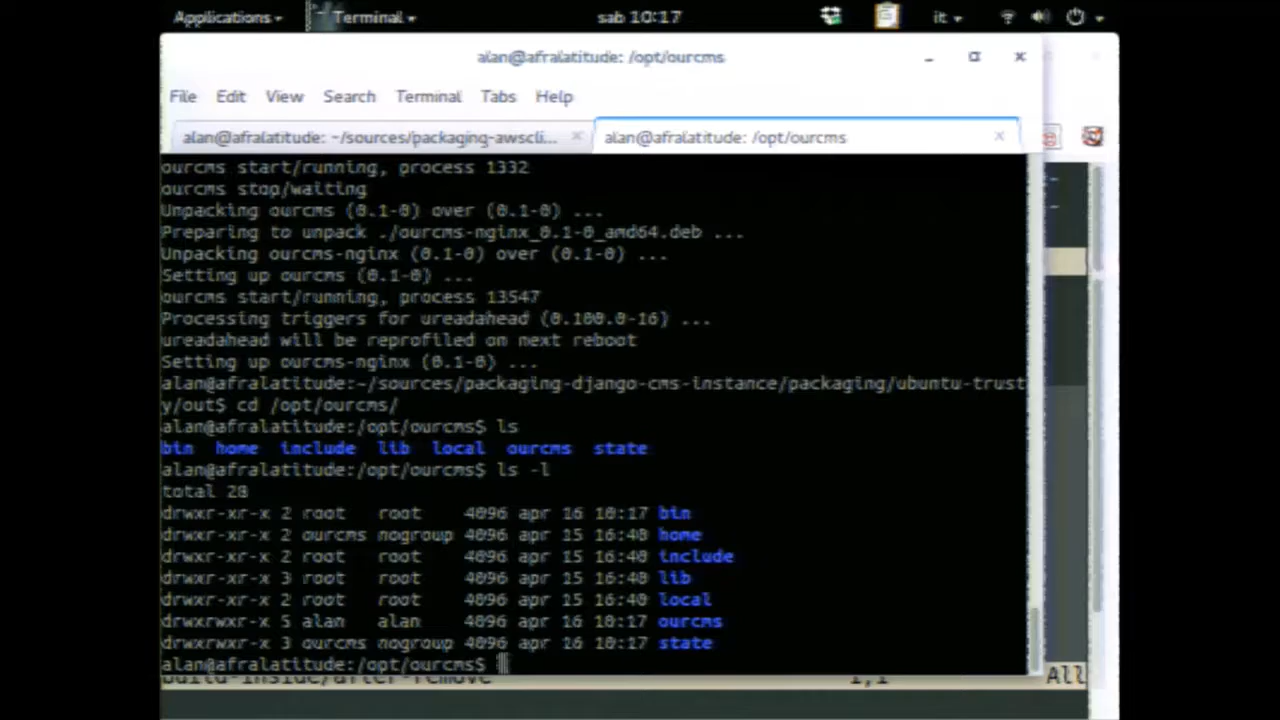 Applications Terminal sab 10:17 it
alan@afralatitude: /opt/ourcms
File Edit View Search Terminal Tabs Help
alan@afralatitude: ~/sources/packaging-awscli... alan@afralatitude: /opt/ourcms
ourcms start/running, process 1332
ourcms stop/waiting
Unpacking ourcms (0.1-0) over (0.1-0) ...
Preparing to unpack ./ourcms-nginx_0.1-0_amd64.deb ...
Unpacking ourcms-nginx (0.1-0) over (0.1-0) ...
Setting up ourcms (0.1-0) ...
ourcms start/running, process 13547
Processing triggers for ureadahead (0.100.0-16) ...
ureadahead will be reprofiled on next reboot
Setting up ourcms-nginx (0.1-0) ...
alan@afralatitude:~/sources/packaging-django-cms-instance/packaging/ubuntu-trust
y/out$ cd /opt/ourcms/
alan@afralatitude:/opt/ourcms$ ls
bin home include lib local ourcms state
alan@afralatitude:/opt/ourcms$ ls -l
total 28
drwxr-xr-x 2 root root 4096 apr 16 10:17 bin
drwxr-xr-x 2 ourcms nogroup 4096 apr 15 16:40 home
drwxr-xr-x 2 root root 4096 apr 15 16:40 include
drwxr-xr-x 3 root root 4096 apr 15 16:40 lib
drwxr-xr-x 2 root root 4096 apr 15 16:40 local
drwxrwxr-x 5 alan alan 4096 apr 16 10:17 ourcms
drwxrwxr-x 3 ourcms nogroup 4096 apr 16 10:17 state
alan@afralatitude:/opt/ourcms$
build-inside/after-remove 1,1 All